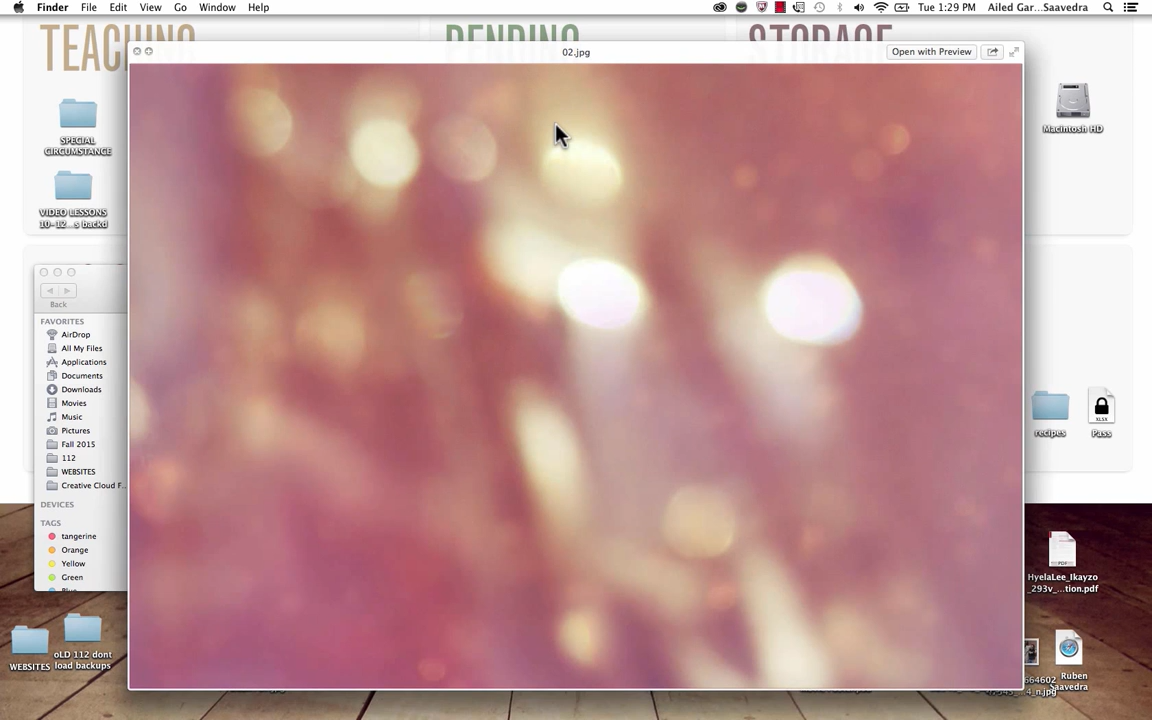 Finder File Edit View Go Window Help Tue 1:29 PM Ailed Gar...Saavedra
TEACHING
PENDING
STORAGE
02.jpg
Open with Preview
SPECIAL
CIRCUMSTANCE
VIDEO LESSONS
10-12...s backd
Macintosh HD
Back
FAVORITES
AirDrop
All My Files
Applications
Documents
Downloads
Movies
Music
Pictures
Fall 2015
112
WEBSITES
Creative Cloud F...
DEVICES
TAGS
tangerine
Orange
Yellow
Green
XLSX
recipes
Pass
PDF
HyelaLee_Ikayzo
_293v_...tion.pdf
WEBSITES
oLD 112 dont
load backups
Ruben
Saavedra